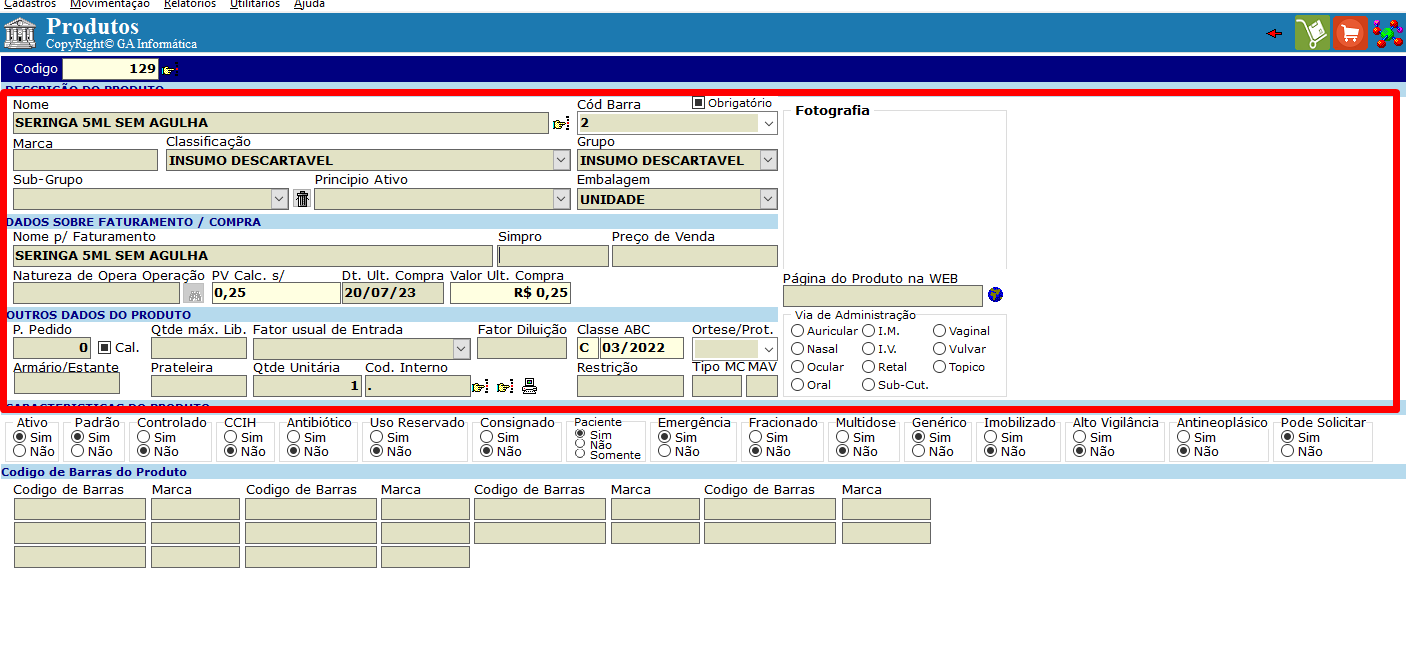 Cadastros Movimentação Relatórios Utilitários Ajuda
Produtos
CopyRight© GA Informática
Codigo 129
DESCRIÇÃO DO PRODUTO
Nome Cód Barra Obrigatório Fotografia
SERINGA 5ML SEM AGULHA 2
Marca Classificação Grupo
INSUMO DESCARTAVEL INSUMO DESCARTAVEL
Sub-Grupo Principio Ativo Embalagem
UNIDADE
DADOS SOBRE FATURAMENTO / COMPRA
Nome p/ Faturamento Simpro Preço de Venda
SERINGA 5ML SEM AGULHA
Natureza de Opera Operação PV Calc. s/ Dt. Ult. Compra Valor Ult. Compra Página do Produto na WEB
0,25 20/07/23 R$ 0,25
OUTROS DADOS DO PRODUTO Via de Administração
P. Pedido Qtde máx. Lib. Fator usual de Entrada Fator Diluição Classe ABC Ortese/Prot. Auricular I.M. Vaginal
0 Cal. C 03/2022 Nasal I.V. Vulvar
Armário/Estante Prateleira Qtde Unitária Cod. Interno Restrição Tipo MC MAV Ocular Retal Topico
1 . Oral Sub-Cut.
CARACTERISTICAS DO PRODUTO
Ativo Padrão Controlado CCIH Antibiótico Uso Reservado Consignado Paciente Emergência Fracionado Multidose Genérico Imobilizado Alto Vigilância Antineoplásico Pode Solicitar
Sim Sim Sim Sim Sim Sim Sim Sim Sim Sim Sim Sim Sim Sim Sim Sim
Não Não Não Não Não Não Não Não Não Não Não Não Não Não Não Não
Somente
Codigo de Barras do Produto
Codigo de Barras Marca Codigo de Barras Marca Codigo de Barras Marca Codigo de Barras Marca